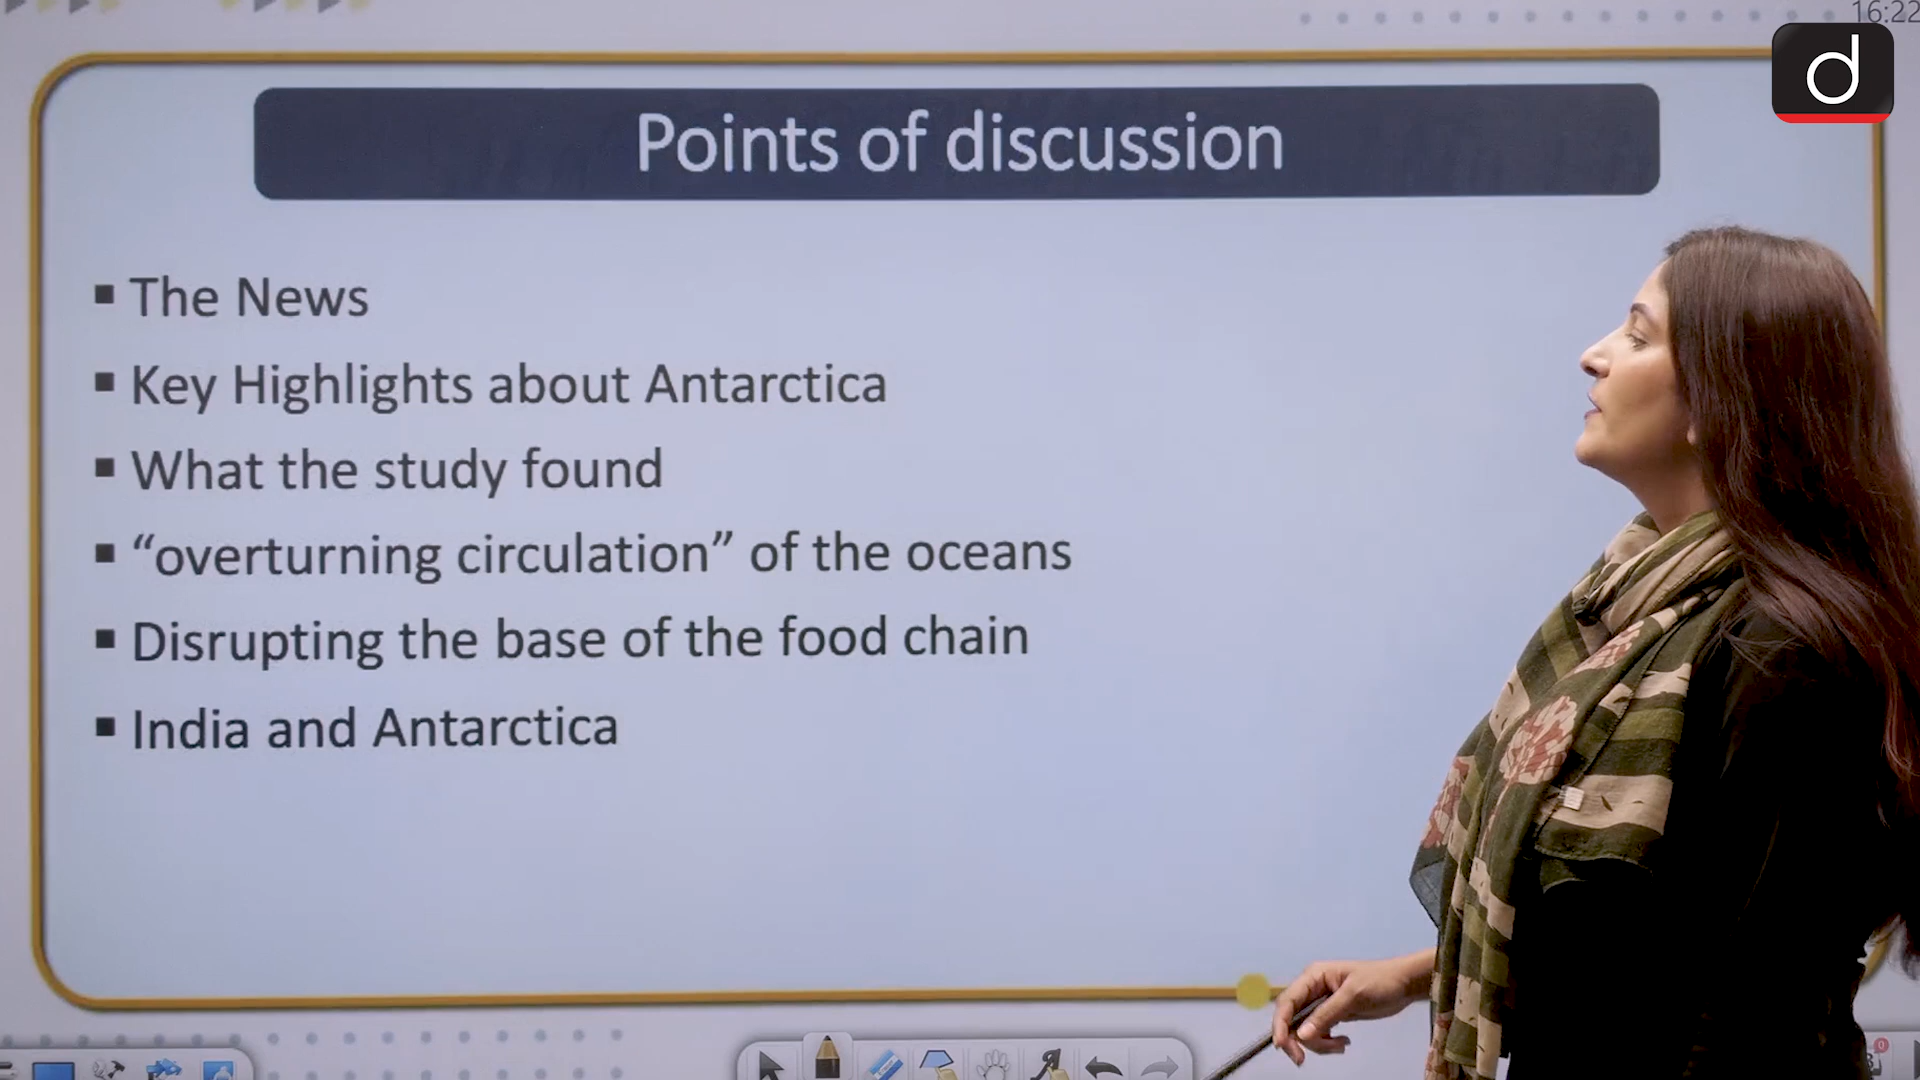 16:22
d
Points of discussion
▪ The News
▪ Key Highlights about Antarctica
▪ What the study found
▪ “overturning circulation” of the oceans
▪ Disrupting the base of the food chain
▪ India and Antarctica
0